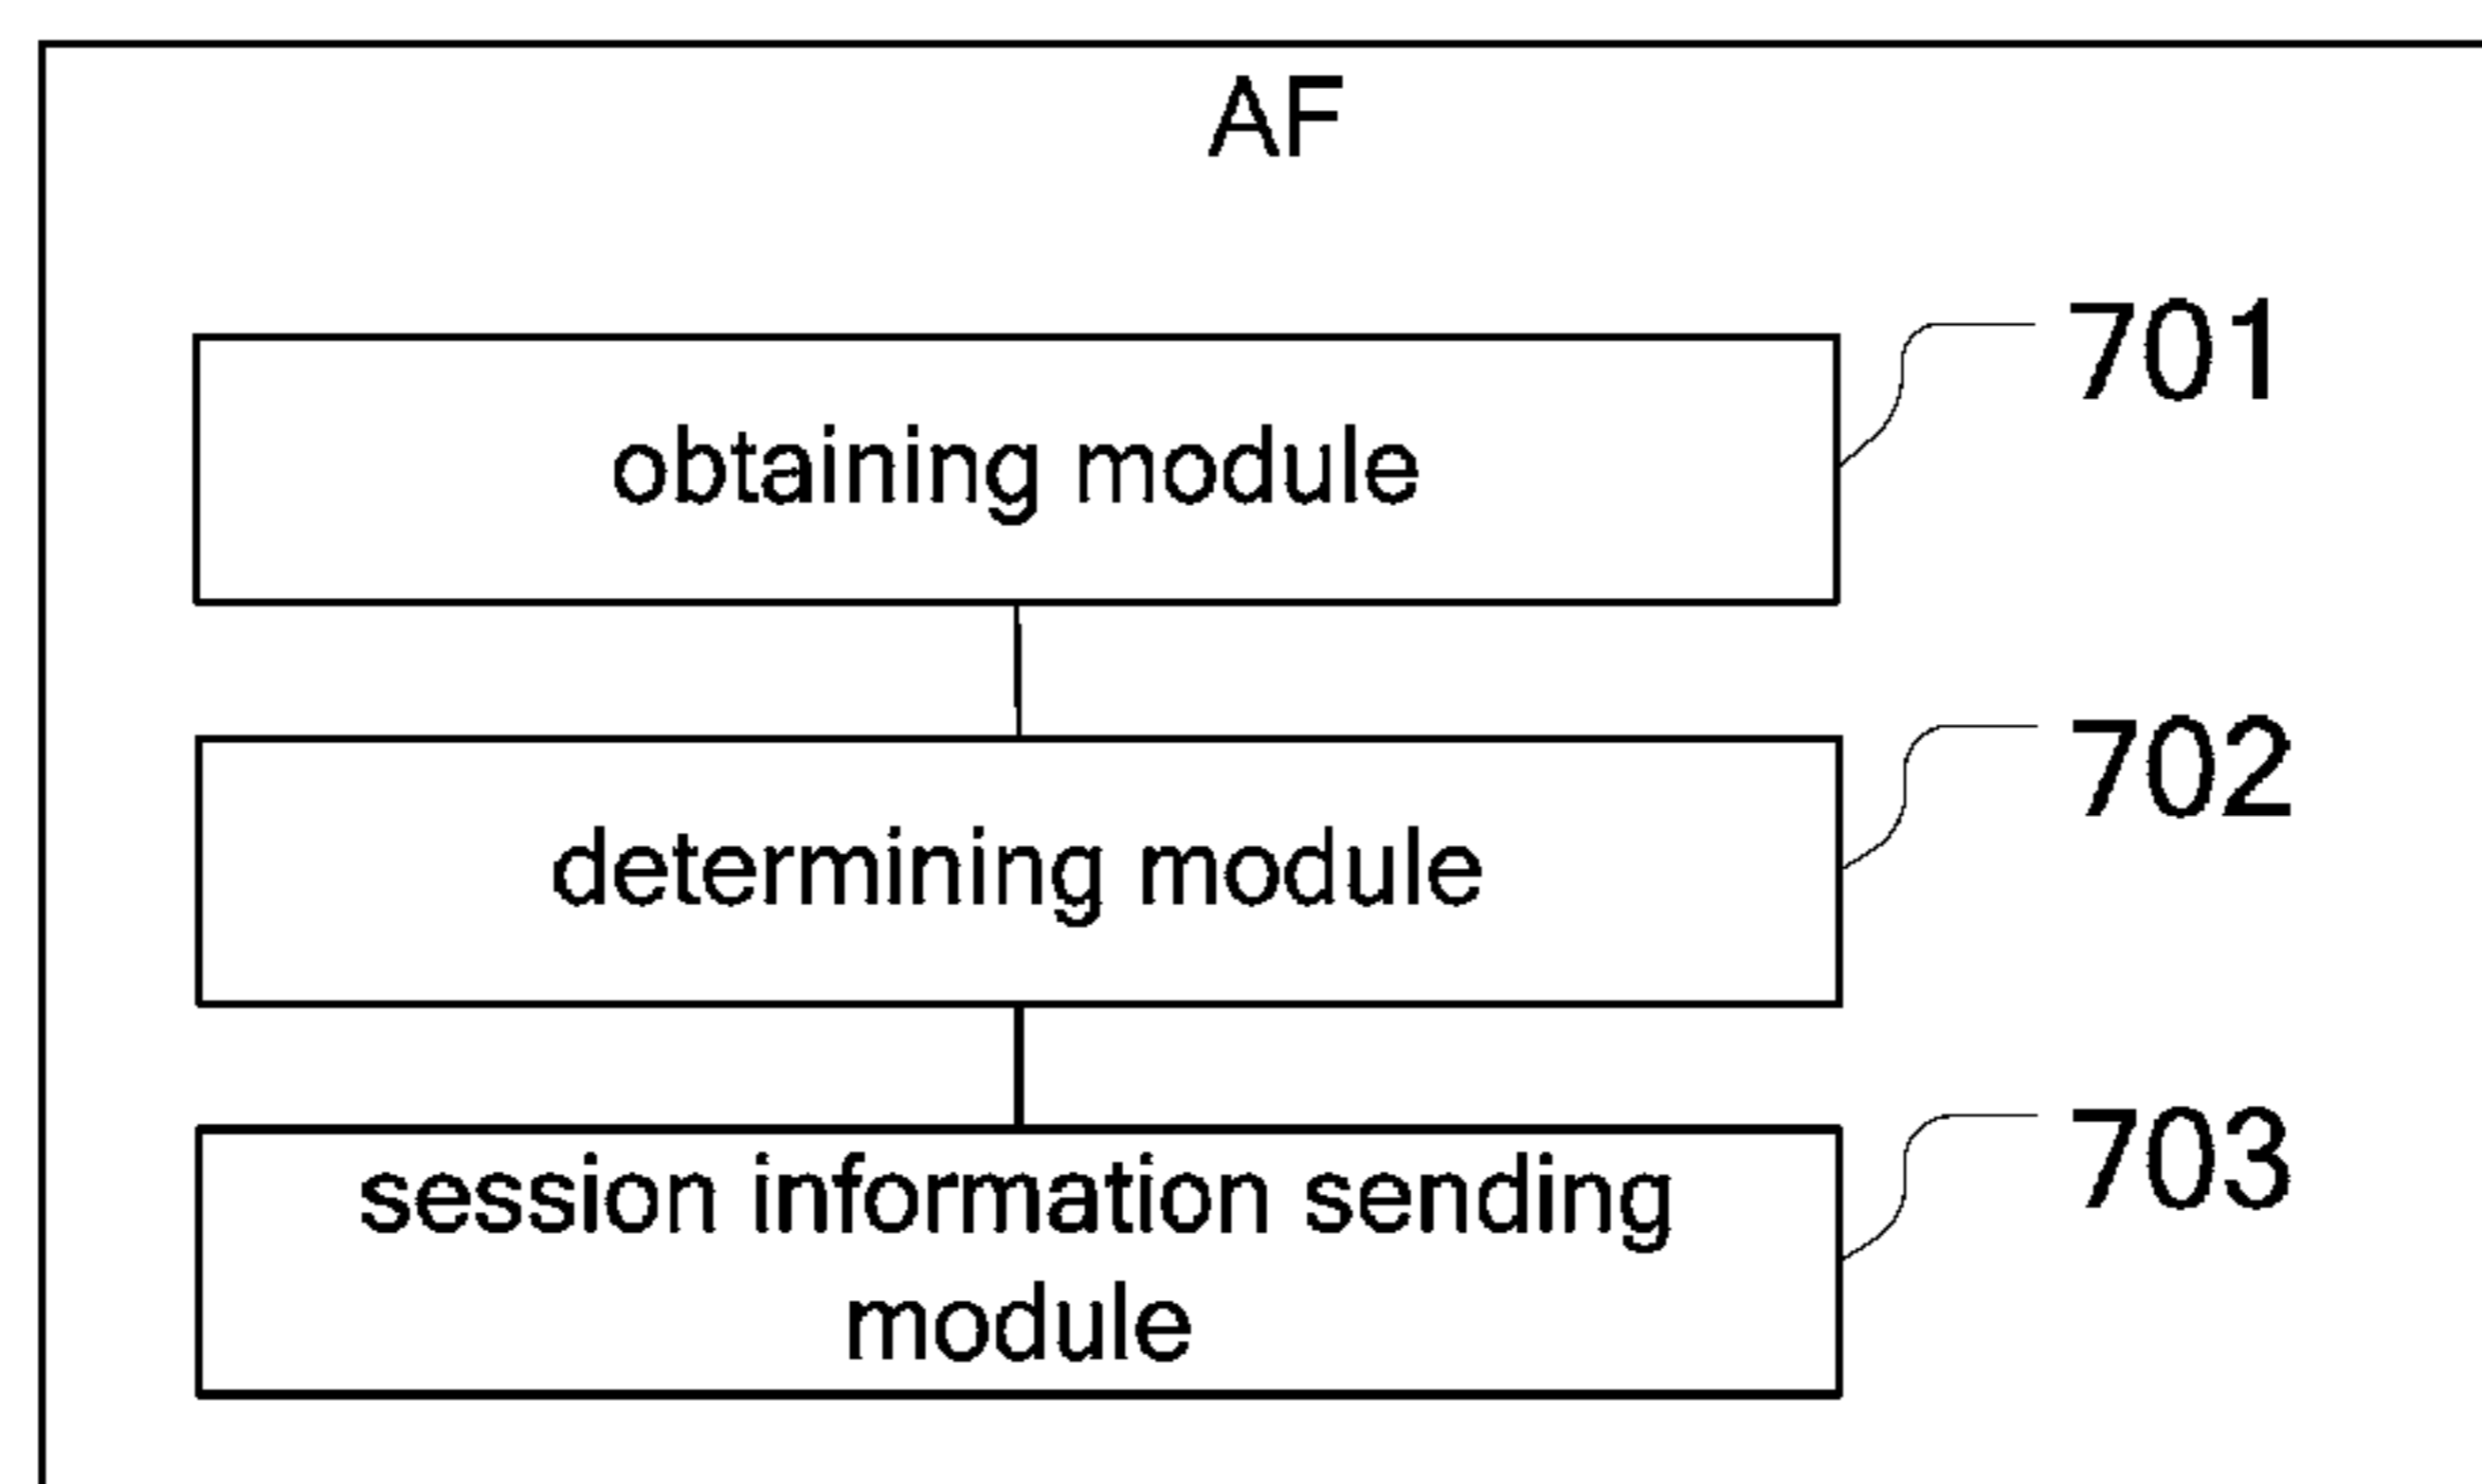 AF
701
obtaining module
702
determining module
703
session information sending
module